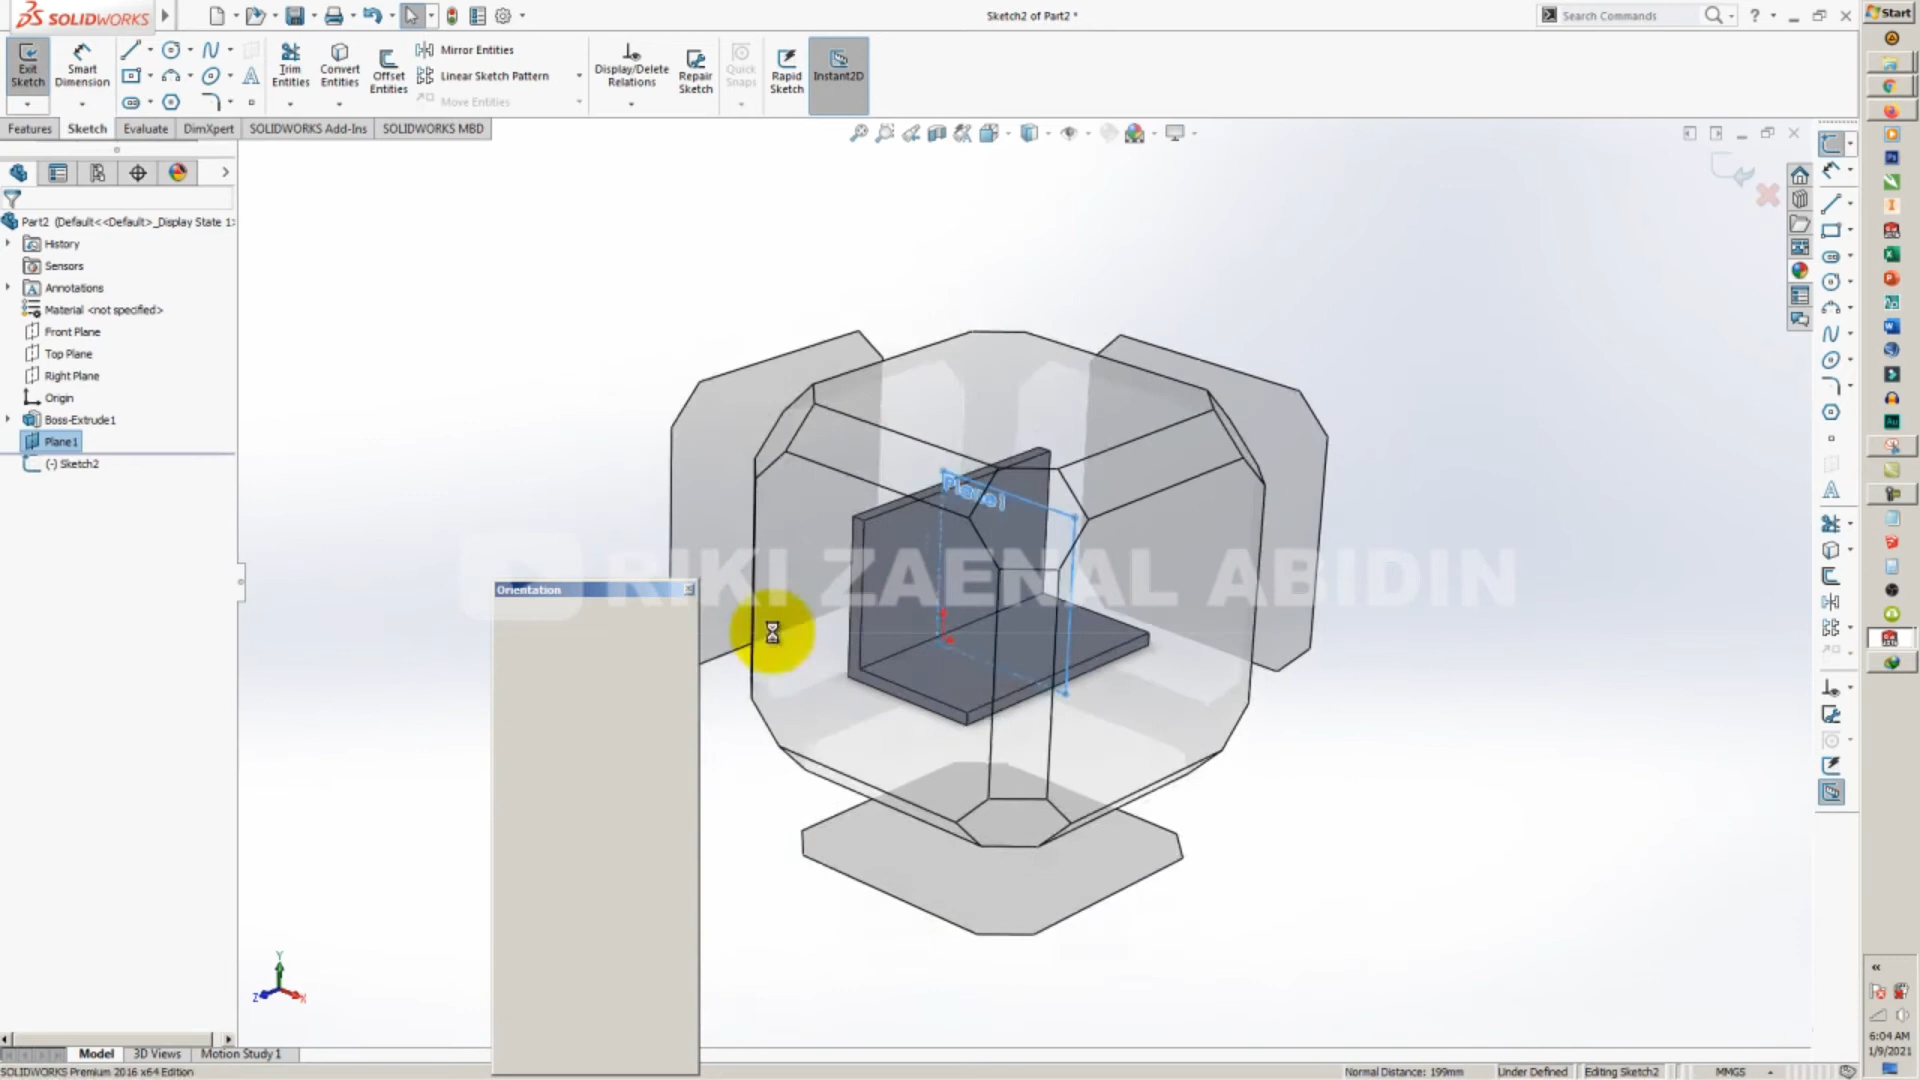 SOLIDWORKS
Sketch2 of Part2 *
Search Commands
Start
Exit Sketch
Smart Dimension
Trim Entities
Convert Entities
Offset Entities
Mirror Entities
Linear Sketch Pattern
Move Entities
Display/Delete Relations
Repair Sketch
Quick Snaps
Rapid Sketch
Instant2D
Features
Sketch
Evaluate
DimXpert
SOLIDWORKS Add-Ins
SOLIDWORKS MBD
Part2 (Default<<Default>_Display State 1>
History
Sensors
Annotations
Material <not specified>
Front Plane
Top Plane
Right Plane
Origin
Boss-Extrude1
Plane1
(-) Sketch2
Plane1
RIKI ZAENAL ABIDIN
Orientation
Y
Z
X
Model
3D Views
Motion Study 1
6:04 AM
1/9/2021
SOLIDWORKS Premium 2016 x64 Edition
Normal Distance: 199mm
Under Defined
Editing Sketch2
MMGS